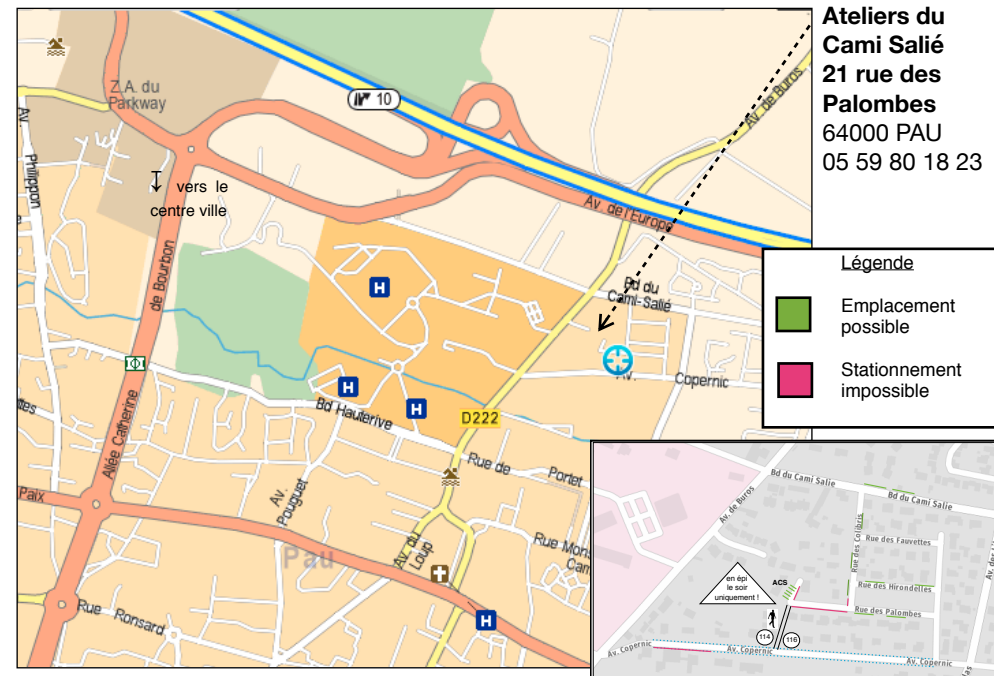 Ateliers du
Cami Salié
21 rue des
Palombes
64000 PAU
05 59 80 18 23
Z.A. du
Parkway
10
Av. de Buros
Av.
Philippon
vers le
centre ville
Av. de l'Europe
de Bourbon
Allée Catherine
H
Bd du
Cami-Salié
Légende
Emplacement
possible
Stationnement
impossible
Av. Copernic
H
H
Bd Hauterive
D222
Rue de Portet
Paix
Av.
Pouguet
Pau
Av. du
Loup
Rue Mons
Cam
Rue Ronsard
H
Bd du Cami Salie
Bd du Cami Salie
Av. de Buros
Rue des Colibris
Rue des Fauvettes
en épi
le soir
uniquement !
ACS
Rue des Hirondelles
Rue des Palombes
114
116
Av. Copernic
Av. Copernic
Av. Copernic